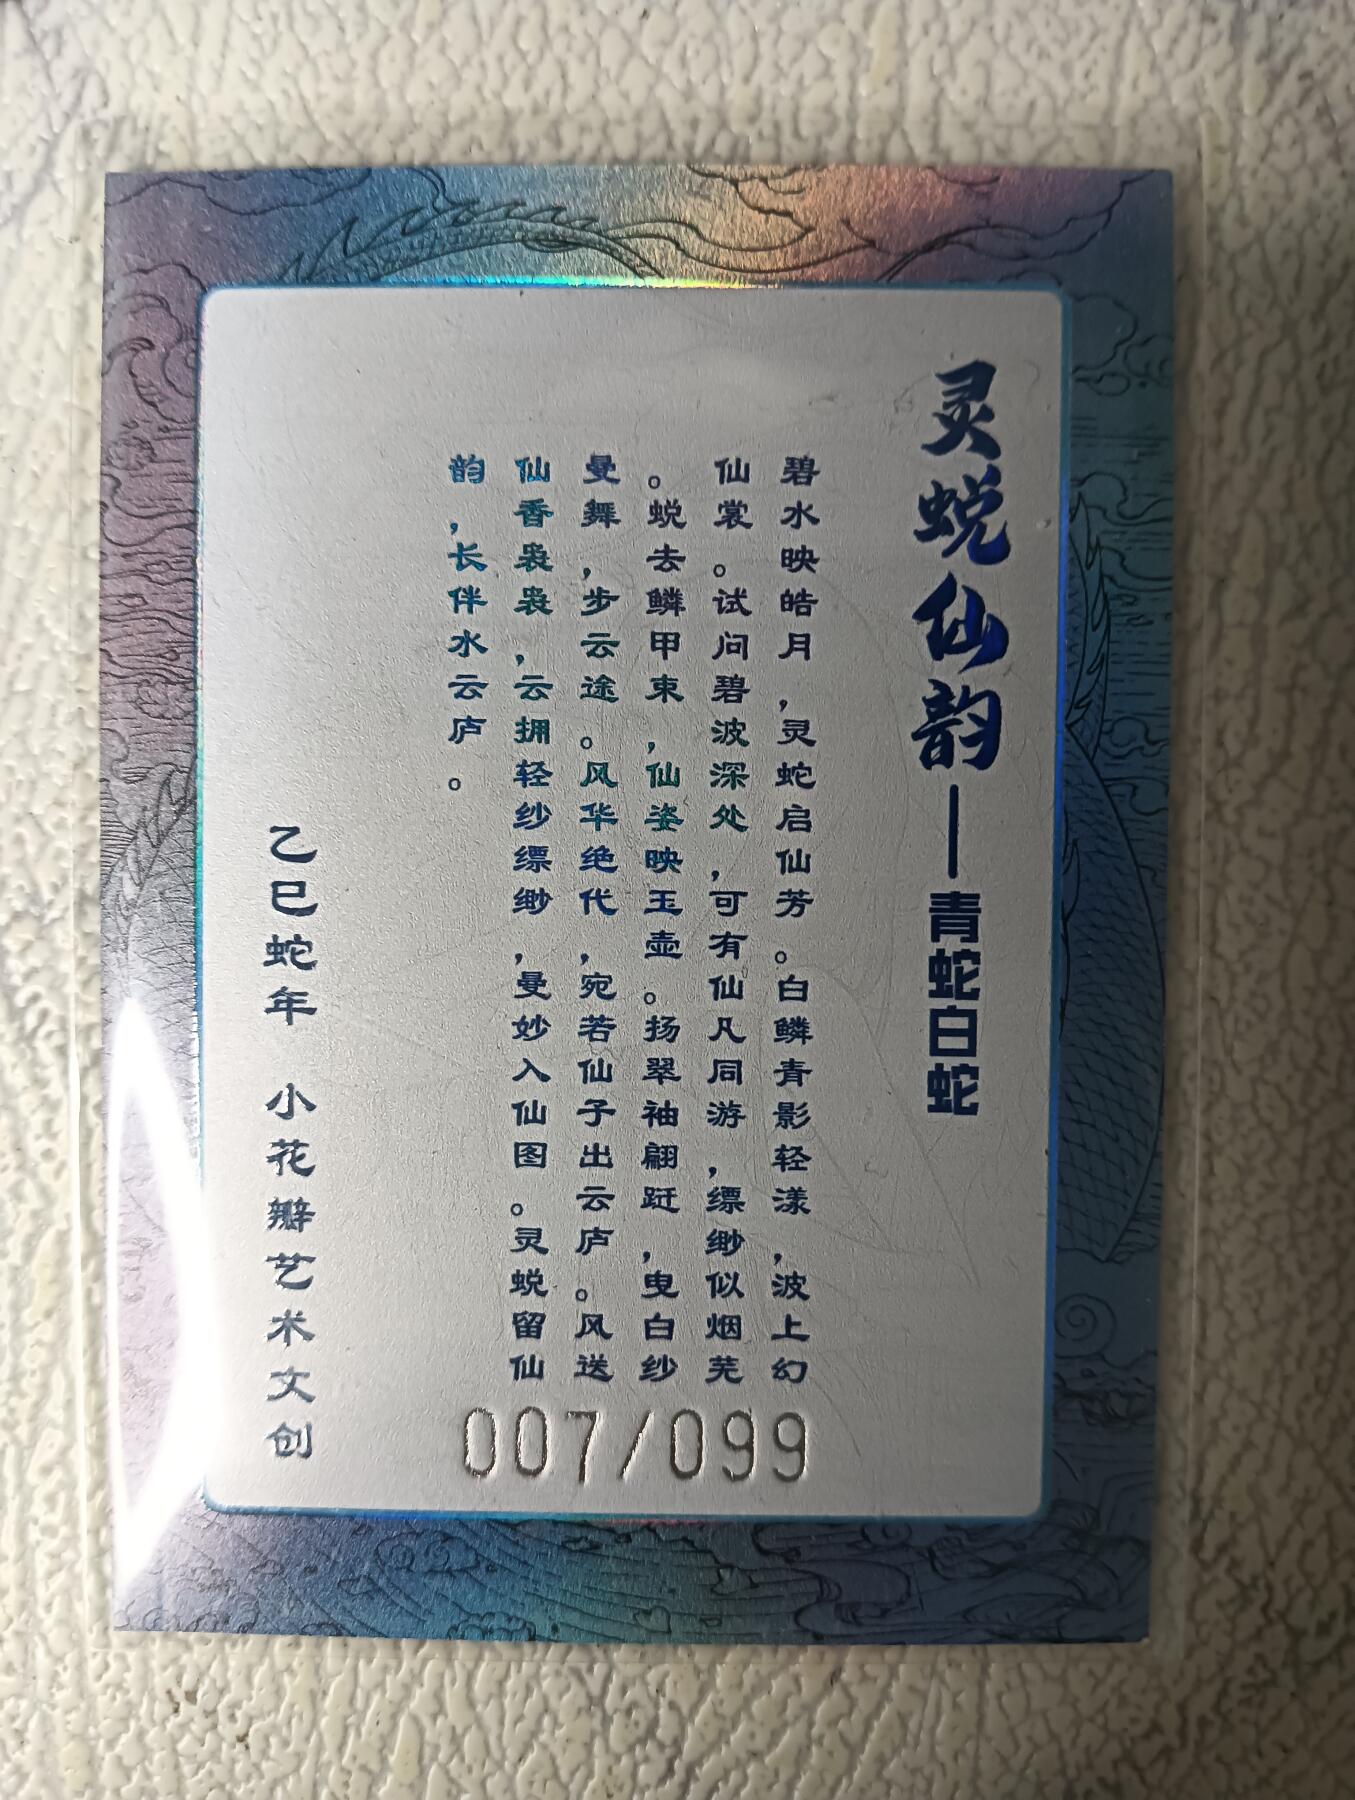 灵蜕仙韵——青蛇白蛇
碧水映皓月，灵蛇启仙芳。白鳞青影轻漾，波上幻
仙裳。试问碧波深处，可有仙凡同游，缥缈似烟芜
。蜕去鳞甲束，仙姿映玉壶。扬翠袖翩跹，曳白纱
曼舞，步云途。风华绝代，宛若仙子出云庐。风送
仙香袅袅，云拥轻纱缥缈，曼妙入仙图。灵蜕留仙
韵，长伴水云庐。
乙巳蛇年 小花瓣艺术文创
007/099